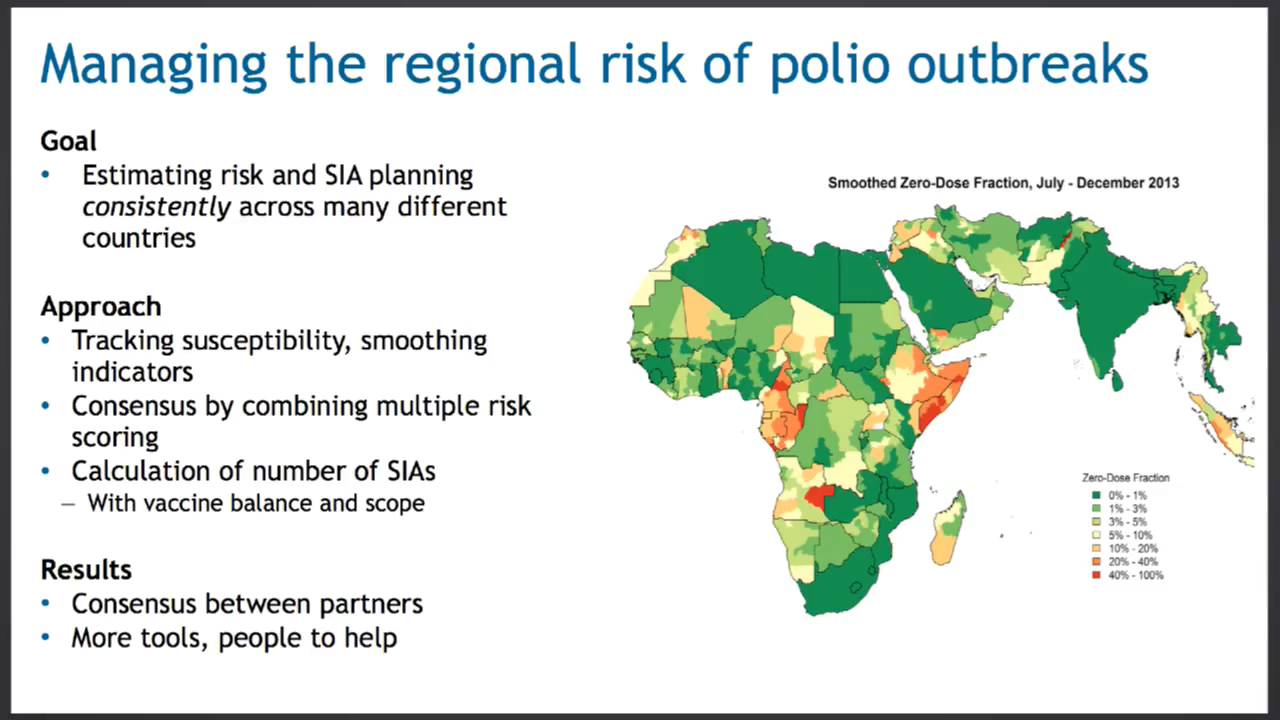 Managing the regional risk of polio outbreaks
Goal
• Estimating risk and SIA planning
consistently across many different
countries
Approach
• Tracking susceptibility, smoothing
indicators
• Consensus by combining multiple risk
scoring
• Calculation of number of SIAs
– With vaccine balance and scope
Results
• Consensus between partners
• More tools, people to help
Smoothed Zero-Dose Fraction, July - December 2013
Zero-Dose Fraction
0% - 1%
1% - 3%
3% - 5%
5% - 10%
10% - 20%
20% - 40%
40% - 100%